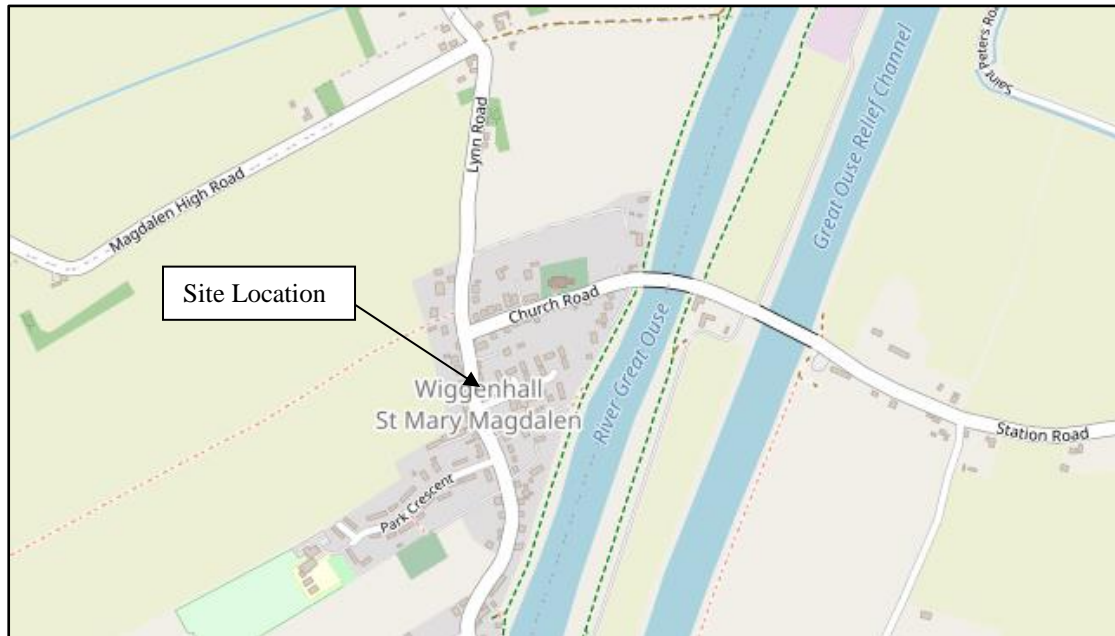 Saint Peters Roa
Great Ouse Relief Channel
Lynn Road
Magdalen High Road
Site Location
Church Road
River Great Ouse
Wiggenhall
St Mary Magdalen
Station Road
Park Crescent